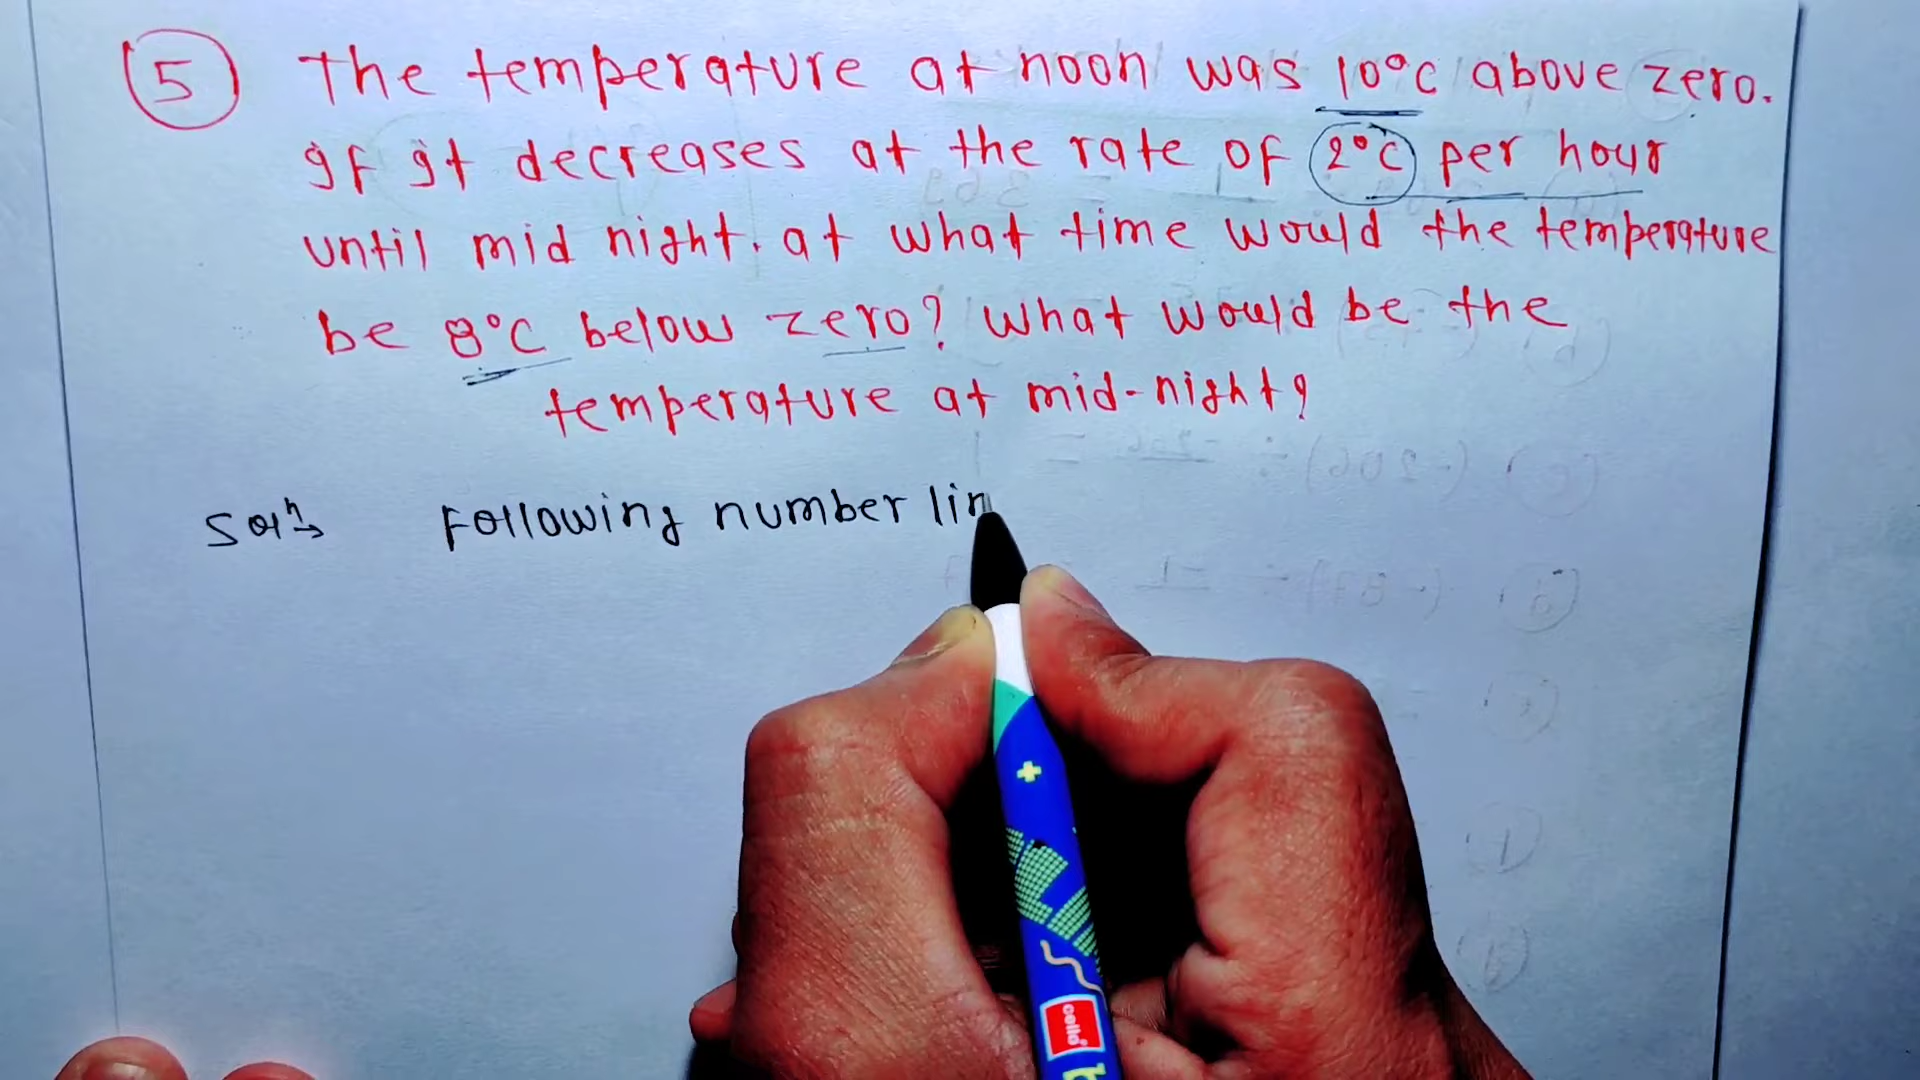 5 The temperature at noon was 10°C above zero.
If It decreases at the rate of 2°C per hour
until mid night. at what time would the temperature
be 8°C below zero? What would be the
temperature at mid-night?
Solⁿ→ Following number lin
cello